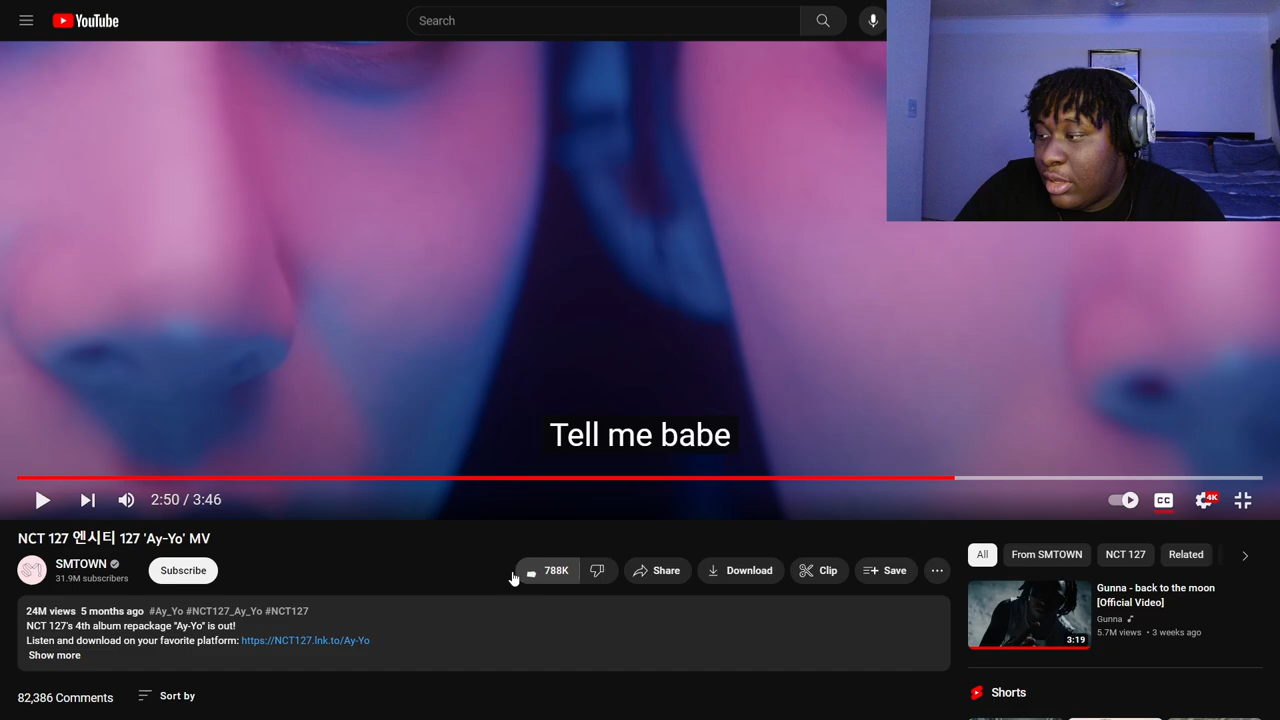 YouTube
Search
Tell me babe
2:50 / 3:46
CC
4K
NCT 127 엔시티 127 'Ay-Yo' MV
SMTOWN
31.9M subscribers
Subscribe
788K
Share
Download
Clip
Save
24M views 5 months ago #Ay_Yo #NCT127_Ay_Yo #NCT127
NCT 127's 4th album repackage "Ay-Yo" is out!
Listen and download on your favorite platform: https://NCT127.lnk.to/Ay-Yo
Show more
82,386 Comments
Sort by
All
From SMTOWN
NCT 127
Related
Gunna - back to the moon
[Official Video]
Gunna
5.7M views • 3 weeks ago
3:19
Shorts